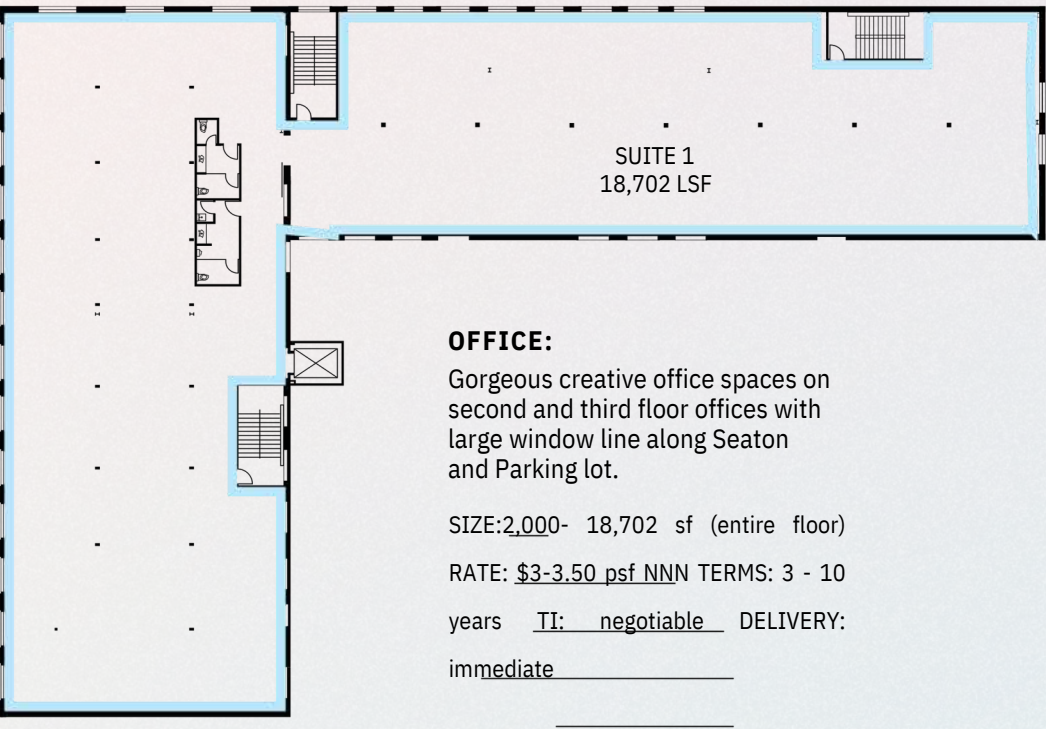 SUITE 1
18,702 LSF
OFFICE:
Gorgeous creative office spaces on
second and third floor offices with
large window line along Seaton
and Parking lot.
SIZE:2,000- 18,702 sf (entire floor)
RATE: $3-3.50 psf NNN TERMS: 3 - 10
years TI: negotiable DELIVERY:
immediate